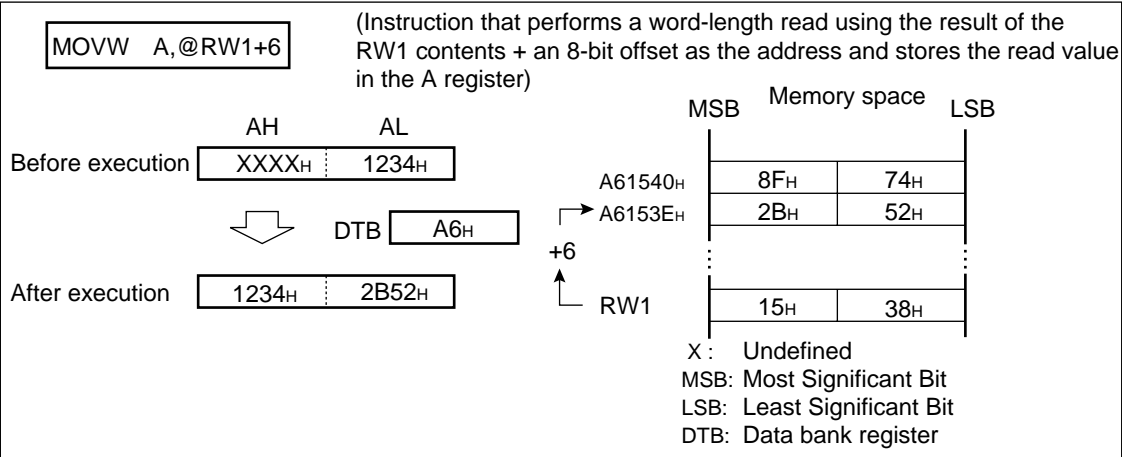 MOVW A,@RW1+6
(Instruction that performs a word-length read using the result of the
RW1 contents + an 8-bit offset as the address and stores the read value
in the A register)
MSB Memory space LSB
AH AL
Before execution XXXXH 1234H
A61540H 8FH 74H
DTB A6H
A6153EH 2BH 52H
+6
After execution 1234H 2B52H
RW1 15H 38H
X : Undefined
MSB: Most Significant Bit
LSB: Least Significant Bit
DTB: Data bank register